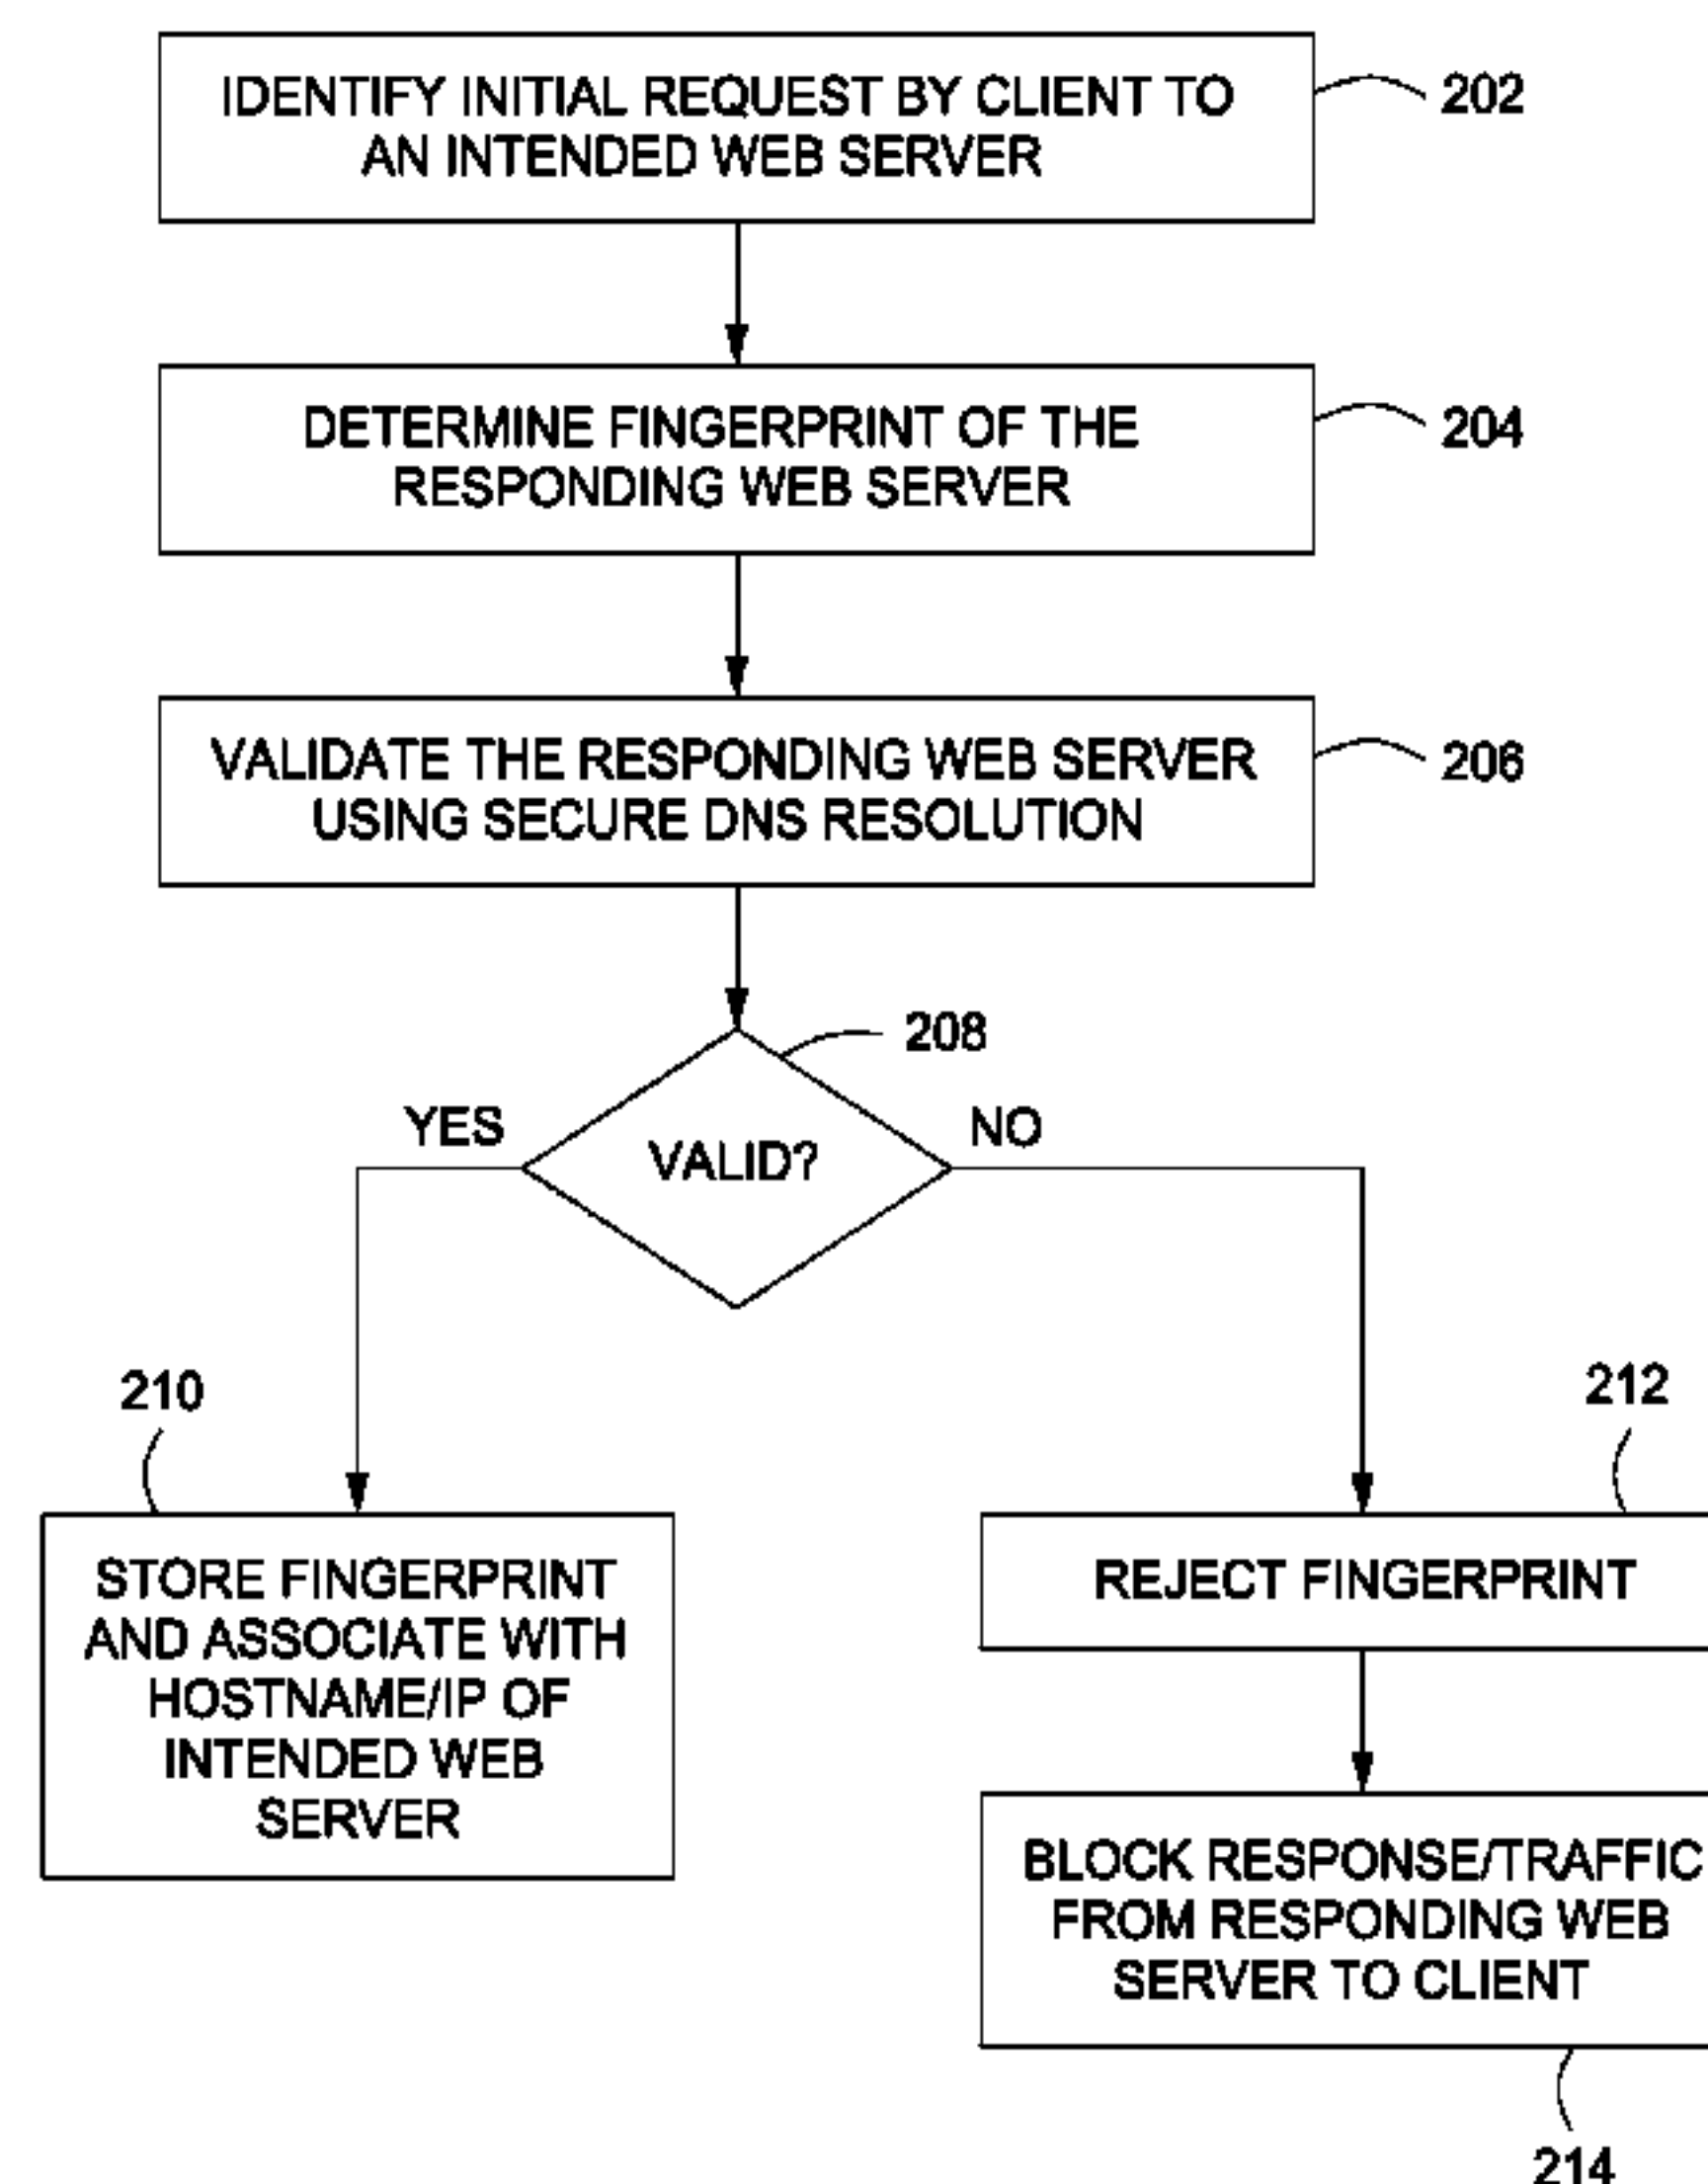 IDENTIFY INITIAL REQUEST BY CLIENT TO
AN INTENDED WEB SERVER
202
DETERMINE FINGERPRINT OF THE
RESPONDING WEB SERVER
204
VALIDATE THE RESPONDING WEB SERVER
USING SECURE DNS RESOLUTION
206
208
YES
VALID?
NO
210
212
STORE FINGERPRINT
AND ASSOCIATE WITH
HOSTNAME/IP OF
INTENDED WEB
SERVER
REJECT FINGERPRINT
BLOCK RESPONSE/TRAFFIC
FROM RESPONDING WEB
SERVER TO CLIENT
214